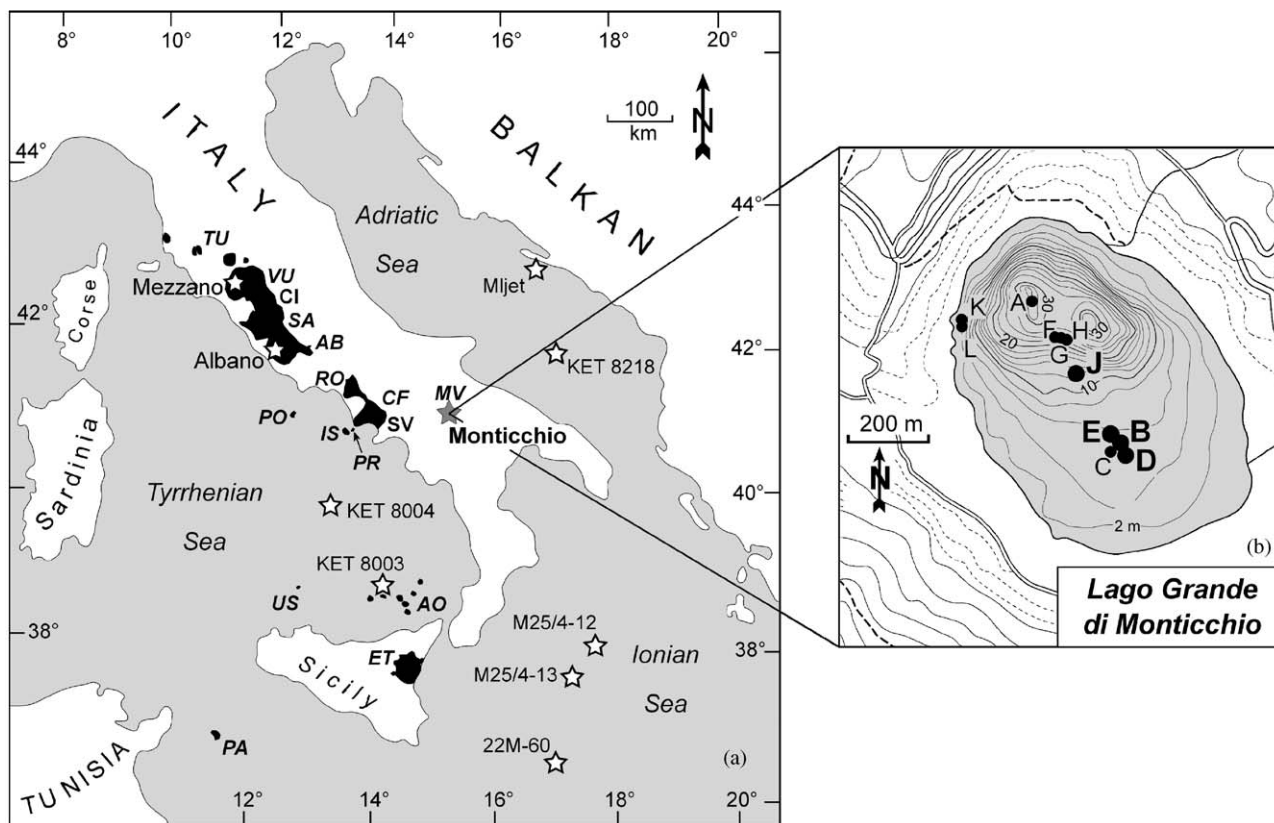 8° 10° 12° 14° 16° 18° 20°
ITALY
BALKAN
100
km
N
44°
44°
Adriatic
Sea
TU
VU
Mezzano
CI
SA
Corse
42°
Albano
AB
Mljet
42°
KET 8218
RO
CF
MV
PO
SV
Monticchio
IS
PR
Sardinia
Tyrrhenian
Sea
KET 8004
40°
KET 8003
US
AO
M25/4-12
38°
38°
ET
Sicily
M25/4-13
Ionian
Sea
22M-60
PA
(a)
TUNISIA
12° 14° 16° 18° 20°
K
A
30
L
F
H
30
20
G
J
10
200 m
E
B
N
C
D
2 m
(b)
Lago Grande
di Monticchio